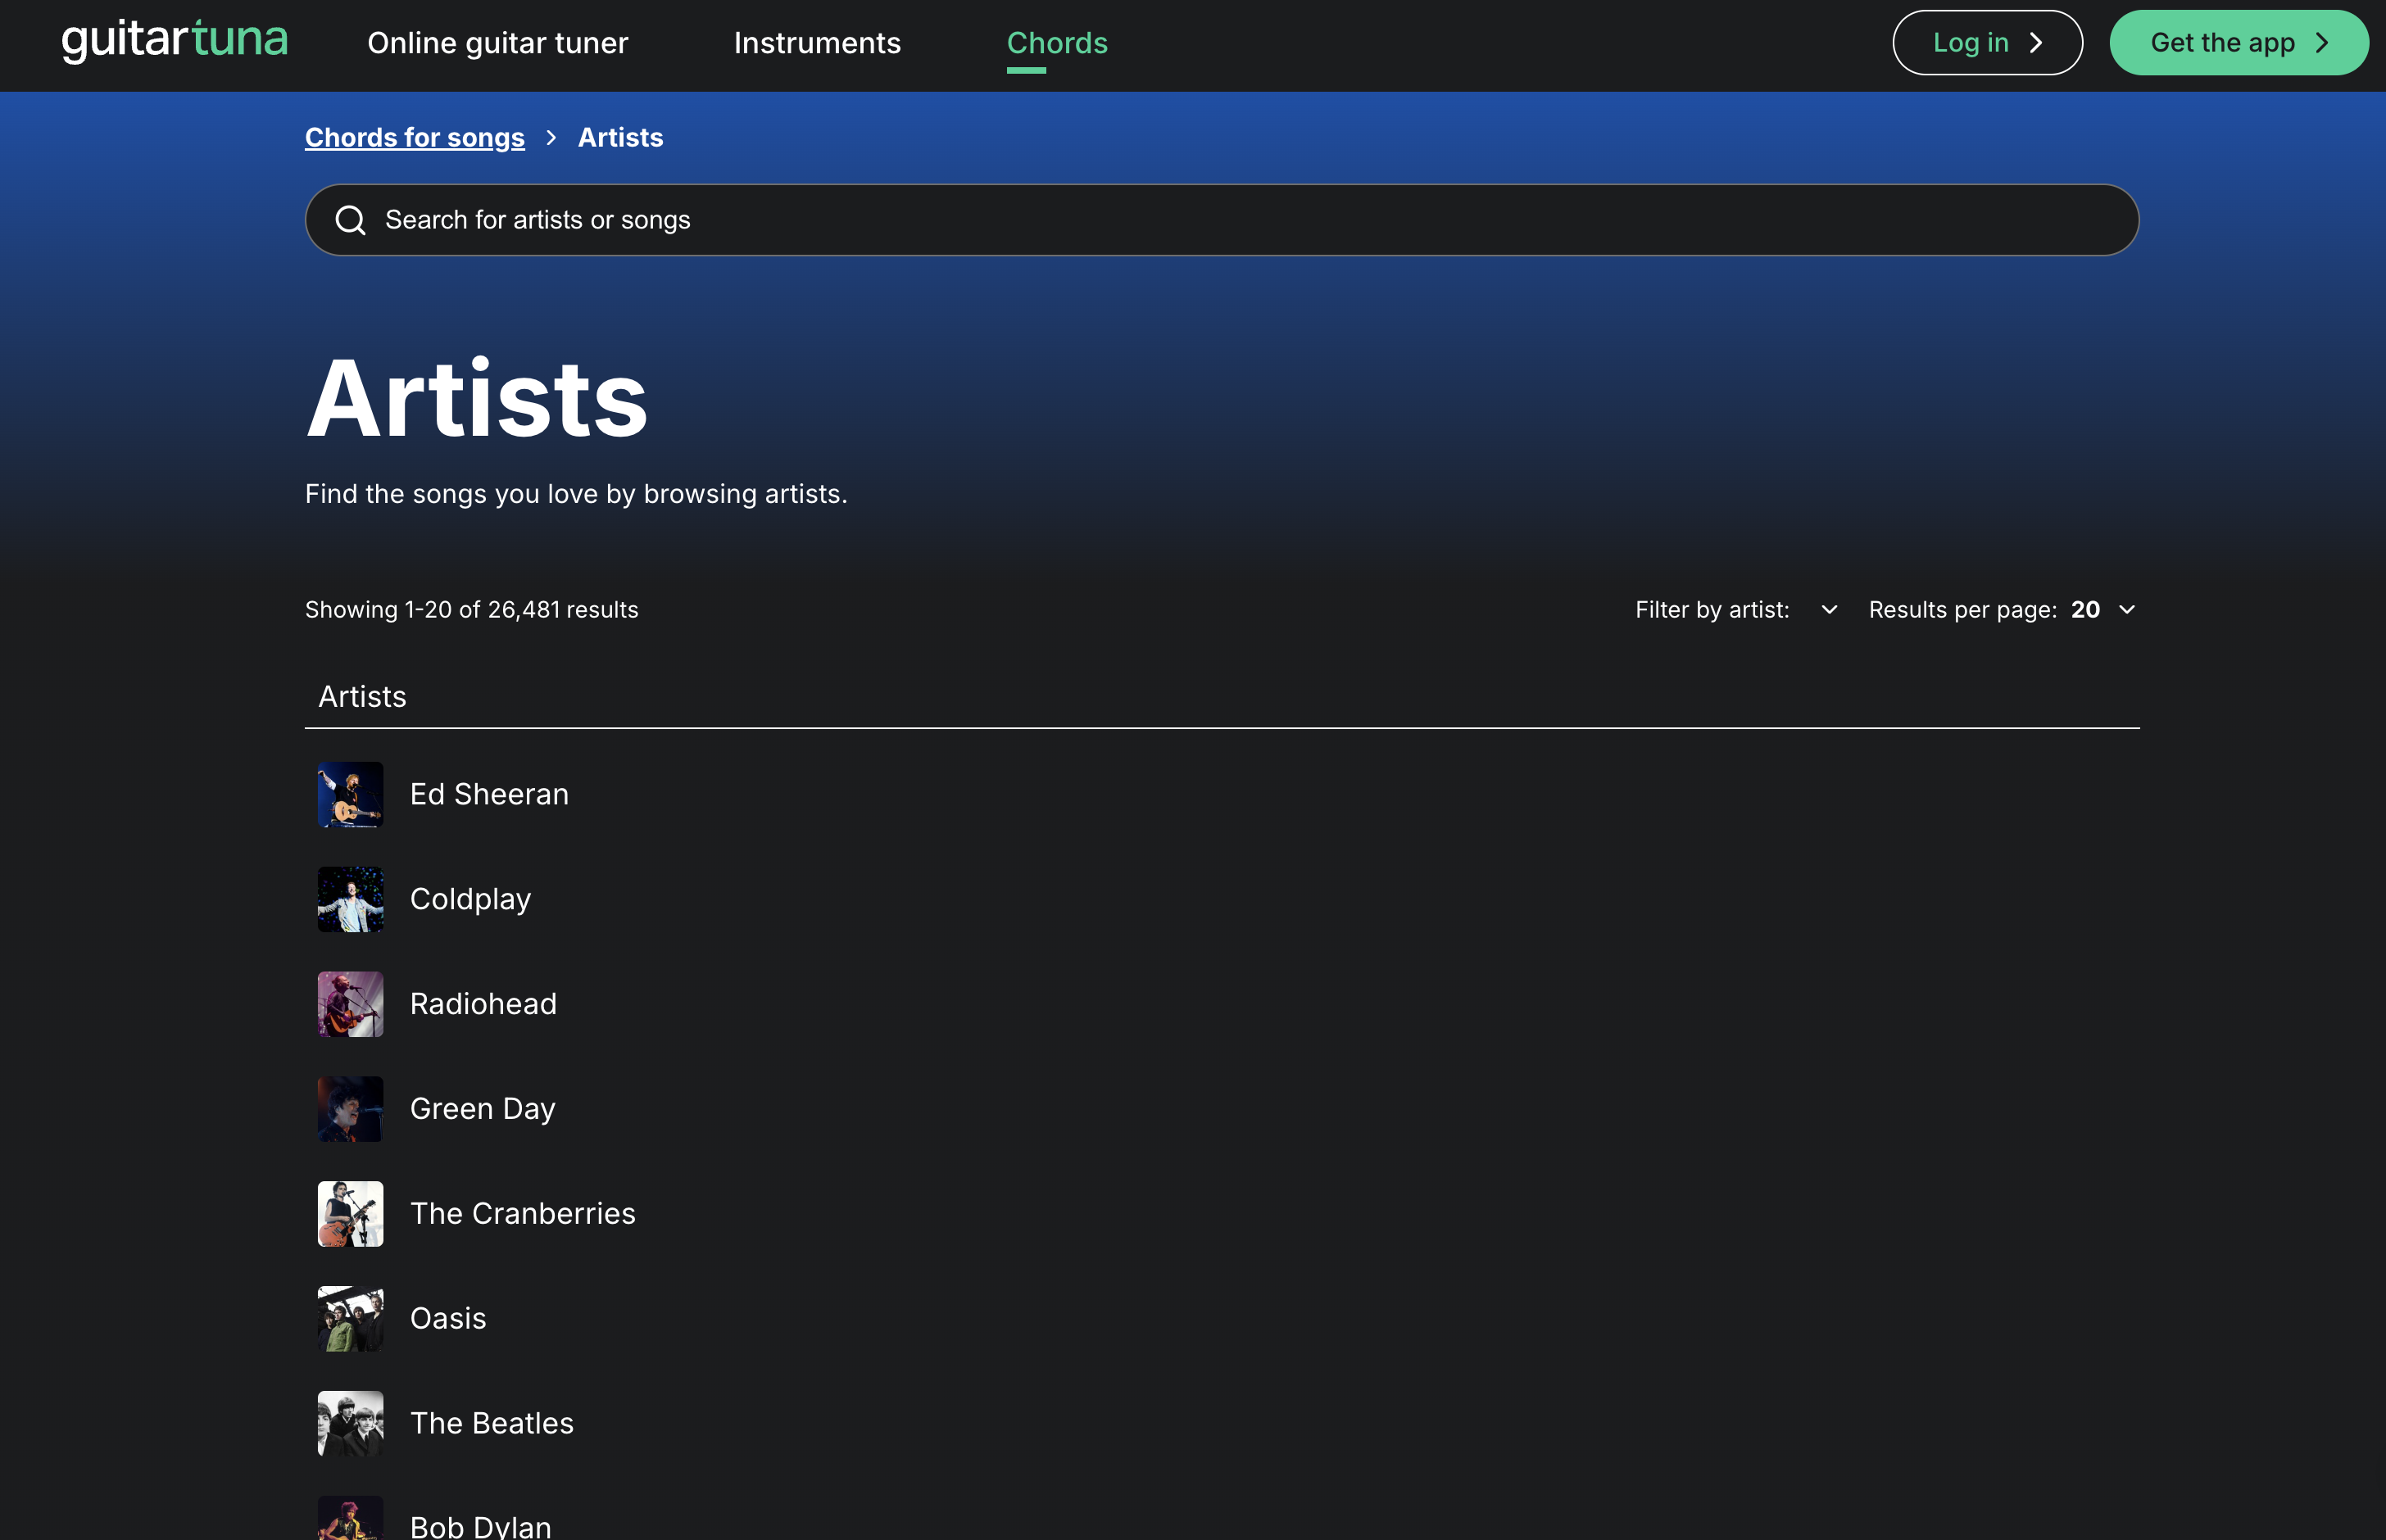 guitartuna Online guitar tuner Instruments Chords Log in Get the app
Chords for songs > Artists
Search for artists or songs
Artists
Find the songs you love by browsing artists.
Showing 1-20 of 26,481 results Filter by artist: Results per page: 20
Artists
Ed Sheeran
Coldplay
Radiohead
Green Day
The Cranberries
Oasis
The Beatles
Bob Dylan